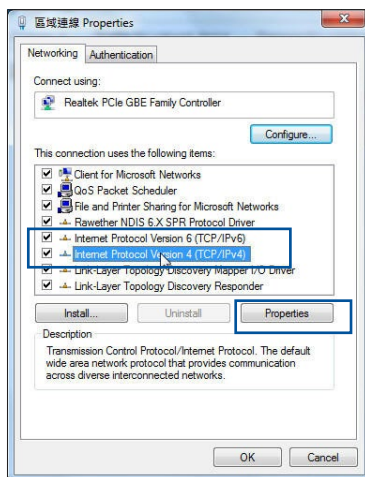 區域連線 Properties
x
Networking Authentication
Connect using:
Realtek PCIe GBE Family Controller
Configure...
This connection uses the following items:
Client for Microsoft Networks
QoS Packet Scheduler
File and Printer Sharing for Microsoft Networks
Rawether NDIS 6.X SPR Protocol Driver
Internet Protocol Version 6 (TCP/IPv6)
Internet Protocol Version 4 (TCP/IPv4)
Link-Layer Topology Discovery Mapper I/O Driver
Link-Layer Topology Discovery Responder
Install... Uninstall Properties
Description
Transmission Control Protocol/Internet Protocol. The default
wide area network protocol that provides communication
across diverse interconnected networks.
OK Cancel